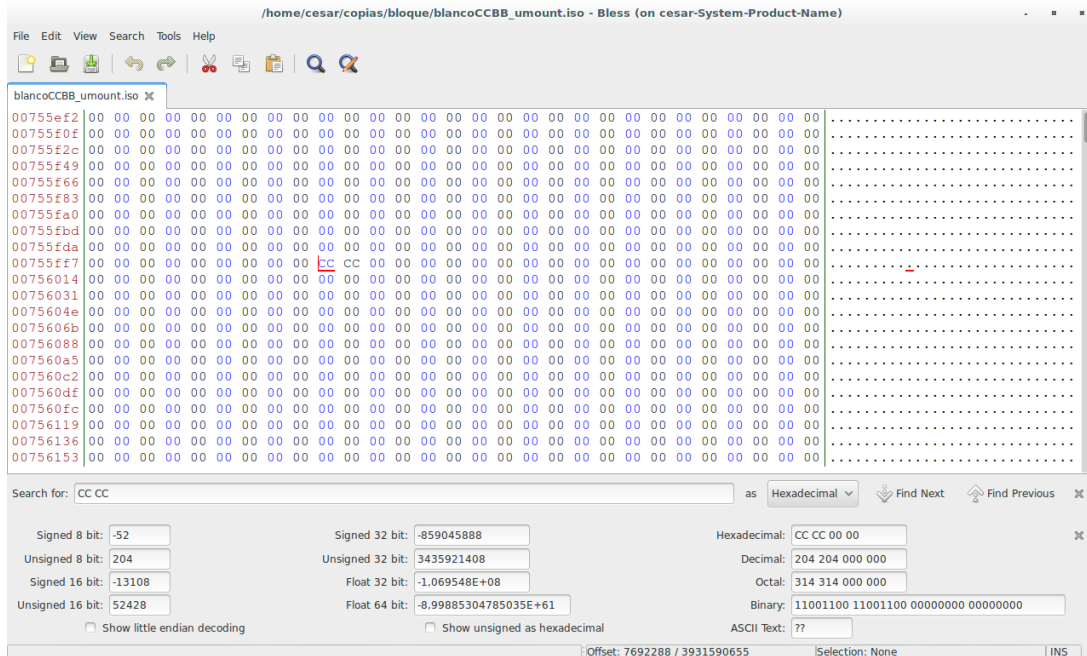 /home/cesar/copias/bloque/blancoCCBB_umount.iso - Bless (on cesar-System-Product-Name)
File Edit View Search Tools Help
blancoCCBB_umount.iso
00755ef2 00 00 00 00 00 00 00 00 00 00 00 00 00 00 00 00 00 00 00 00 00 00 00 00 00 00 00 00 00 .............................
00755f0f 00 00 00 00 00 00 00 00 00 00 00 00 00 00 00 00 00 00 00 00 00 00 00 00 00 00 00 00 00 .............................
00755f2c 00 00 00 00 00 00 00 00 00 00 00 00 00 00 00 00 00 00 00 00 00 00 00 00 00 00 00 00 00 .............................
00755f49 00 00 00 00 00 00 00 00 00 00 00 00 00 00 00 00 00 00 00 00 00 00 00 00 00 00 00 00 00 .............................
00755f66 00 00 00 00 00 00 00 00 00 00 00 00 00 00 00 00 00 00 00 00 00 00 00 00 00 00 00 00 00 .............................
00755f83 00 00 00 00 00 00 00 00 00 00 00 00 00 00 00 00 00 00 00 00 00 00 00 00 00 00 00 00 00 .............................
00755fa0 00 00 00 00 00 00 00 00 00 00 00 00 00 00 00 00 00 00 00 00 00 00 00 00 00 00 00 00 00 .............................
00755fbd 00 00 00 00 00 00 00 00 00 00 00 00 00 00 00 00 00 00 00 00 00 00 00 00 00 00 00 00 00 .............................
00755fda 00 00 00 00 00 00 00 00 00 00 00 00 00 00 00 00 00 00 00 00 00 00 00 00 00 00 00 00 00 .............................
00755ff7 00 00 00 00 00 00 00 00 00 CC CC 00 00 00 00 00 00 00 00 00 00 00 00 00 00 00 00 00 00 .............................
00756014 00 00 00 00 00 00 00 00 00 00 00 00 00 00 00 00 00 00 00 00 00 00 00 00 00 00 00 00 00 .............................
00756031 00 00 00 00 00 00 00 00 00 00 00 00 00 00 00 00 00 00 00 00 00 00 00 00 00 00 00 00 00 .............................
0075604e 00 00 00 00 00 00 00 00 00 00 00 00 00 00 00 00 00 00 00 00 00 00 00 00 00 00 00 00 00 .............................
0075606b 00 00 00 00 00 00 00 00 00 00 00 00 00 00 00 00 00 00 00 00 00 00 00 00 00 00 00 00 00 .............................
00756088 00 00 00 00 00 00 00 00 00 00 00 00 00 00 00 00 00 00 00 00 00 00 00 00 00 00 00 00 00 .............................
007560a5 00 00 00 00 00 00 00 00 00 00 00 00 00 00 00 00 00 00 00 00 00 00 00 00 00 00 00 00 00 .............................
007560c2 00 00 00 00 00 00 00 00 00 00 00 00 00 00 00 00 00 00 00 00 00 00 00 00 00 00 00 00 00 .............................
007560df 00 00 00 00 00 00 00 00 00 00 00 00 00 00 00 00 00 00 00 00 00 00 00 00 00 00 00 00 00 .............................
007560fc 00 00 00 00 00 00 00 00 00 00 00 00 00 00 00 00 00 00 00 00 00 00 00 00 00 00 00 00 00 .............................
00756119 00 00 00 00 00 00 00 00 00 00 00 00 00 00 00 00 00 00 00 00 00 00 00 00 00 00 00 00 00 .............................
00756136 00 00 00 00 00 00 00 00 00 00 00 00 00 00 00 00 00 00 00 00 00 00 00 00 00 00 00 00 00 .............................
00756153 00 00 00 00 00 00 00 00 00 00 00 00 00 00 00 00 00 00 00 00 00 00 00 00 00 00 00 00 00 .............................
Search for: CC CC as Hexadecimal Find Next Find Previous
Signed 8 bit: -52 Signed 32 bit: -859045888 Hexadecimal: CC CC 00 00
Unsigned 8 bit: 204 Unsigned 32 bit: 3435921408 Decimal: 204 204 000 000
Signed 16 bit: -13108 Float 32 bit: -1,069548E+08 Octal: 314 314 000 000
Unsigned 16 bit: 52428 Float 64 bit: -8,99885304785035E+61 Binary: 11001100 11001100 00000000 00000000
Show little endian decoding Show unsigned as hexadecimal ASCII Text: ??
Offset: 7692288 / 3931590655 Selection: None INS